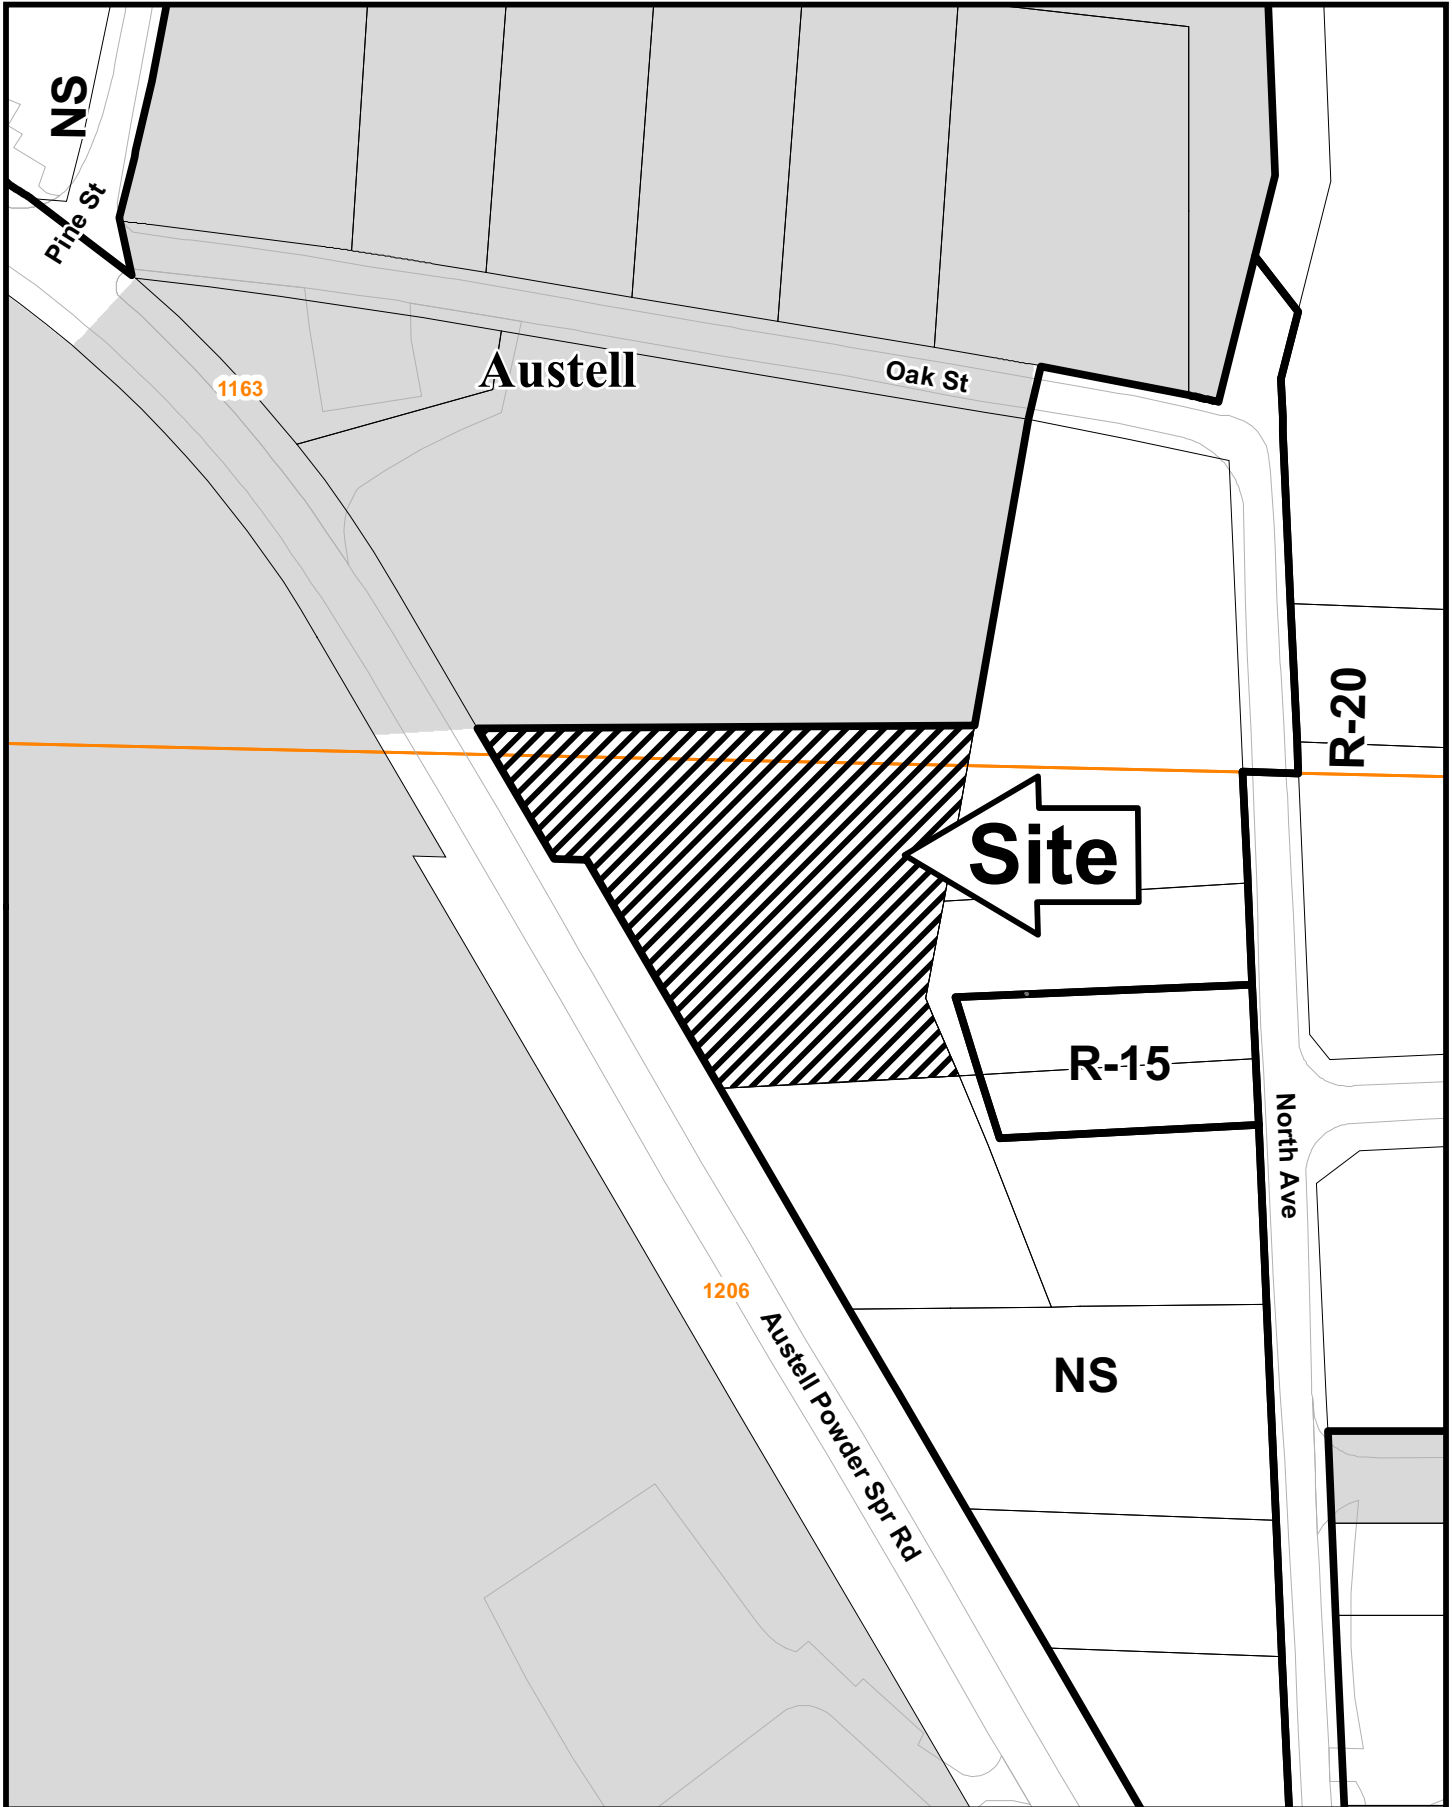 NS
Pine St
1163
Austell
Oak St
R-20
Site
R-15
North Ave
1206
Austell Powder Spr Rd
NS